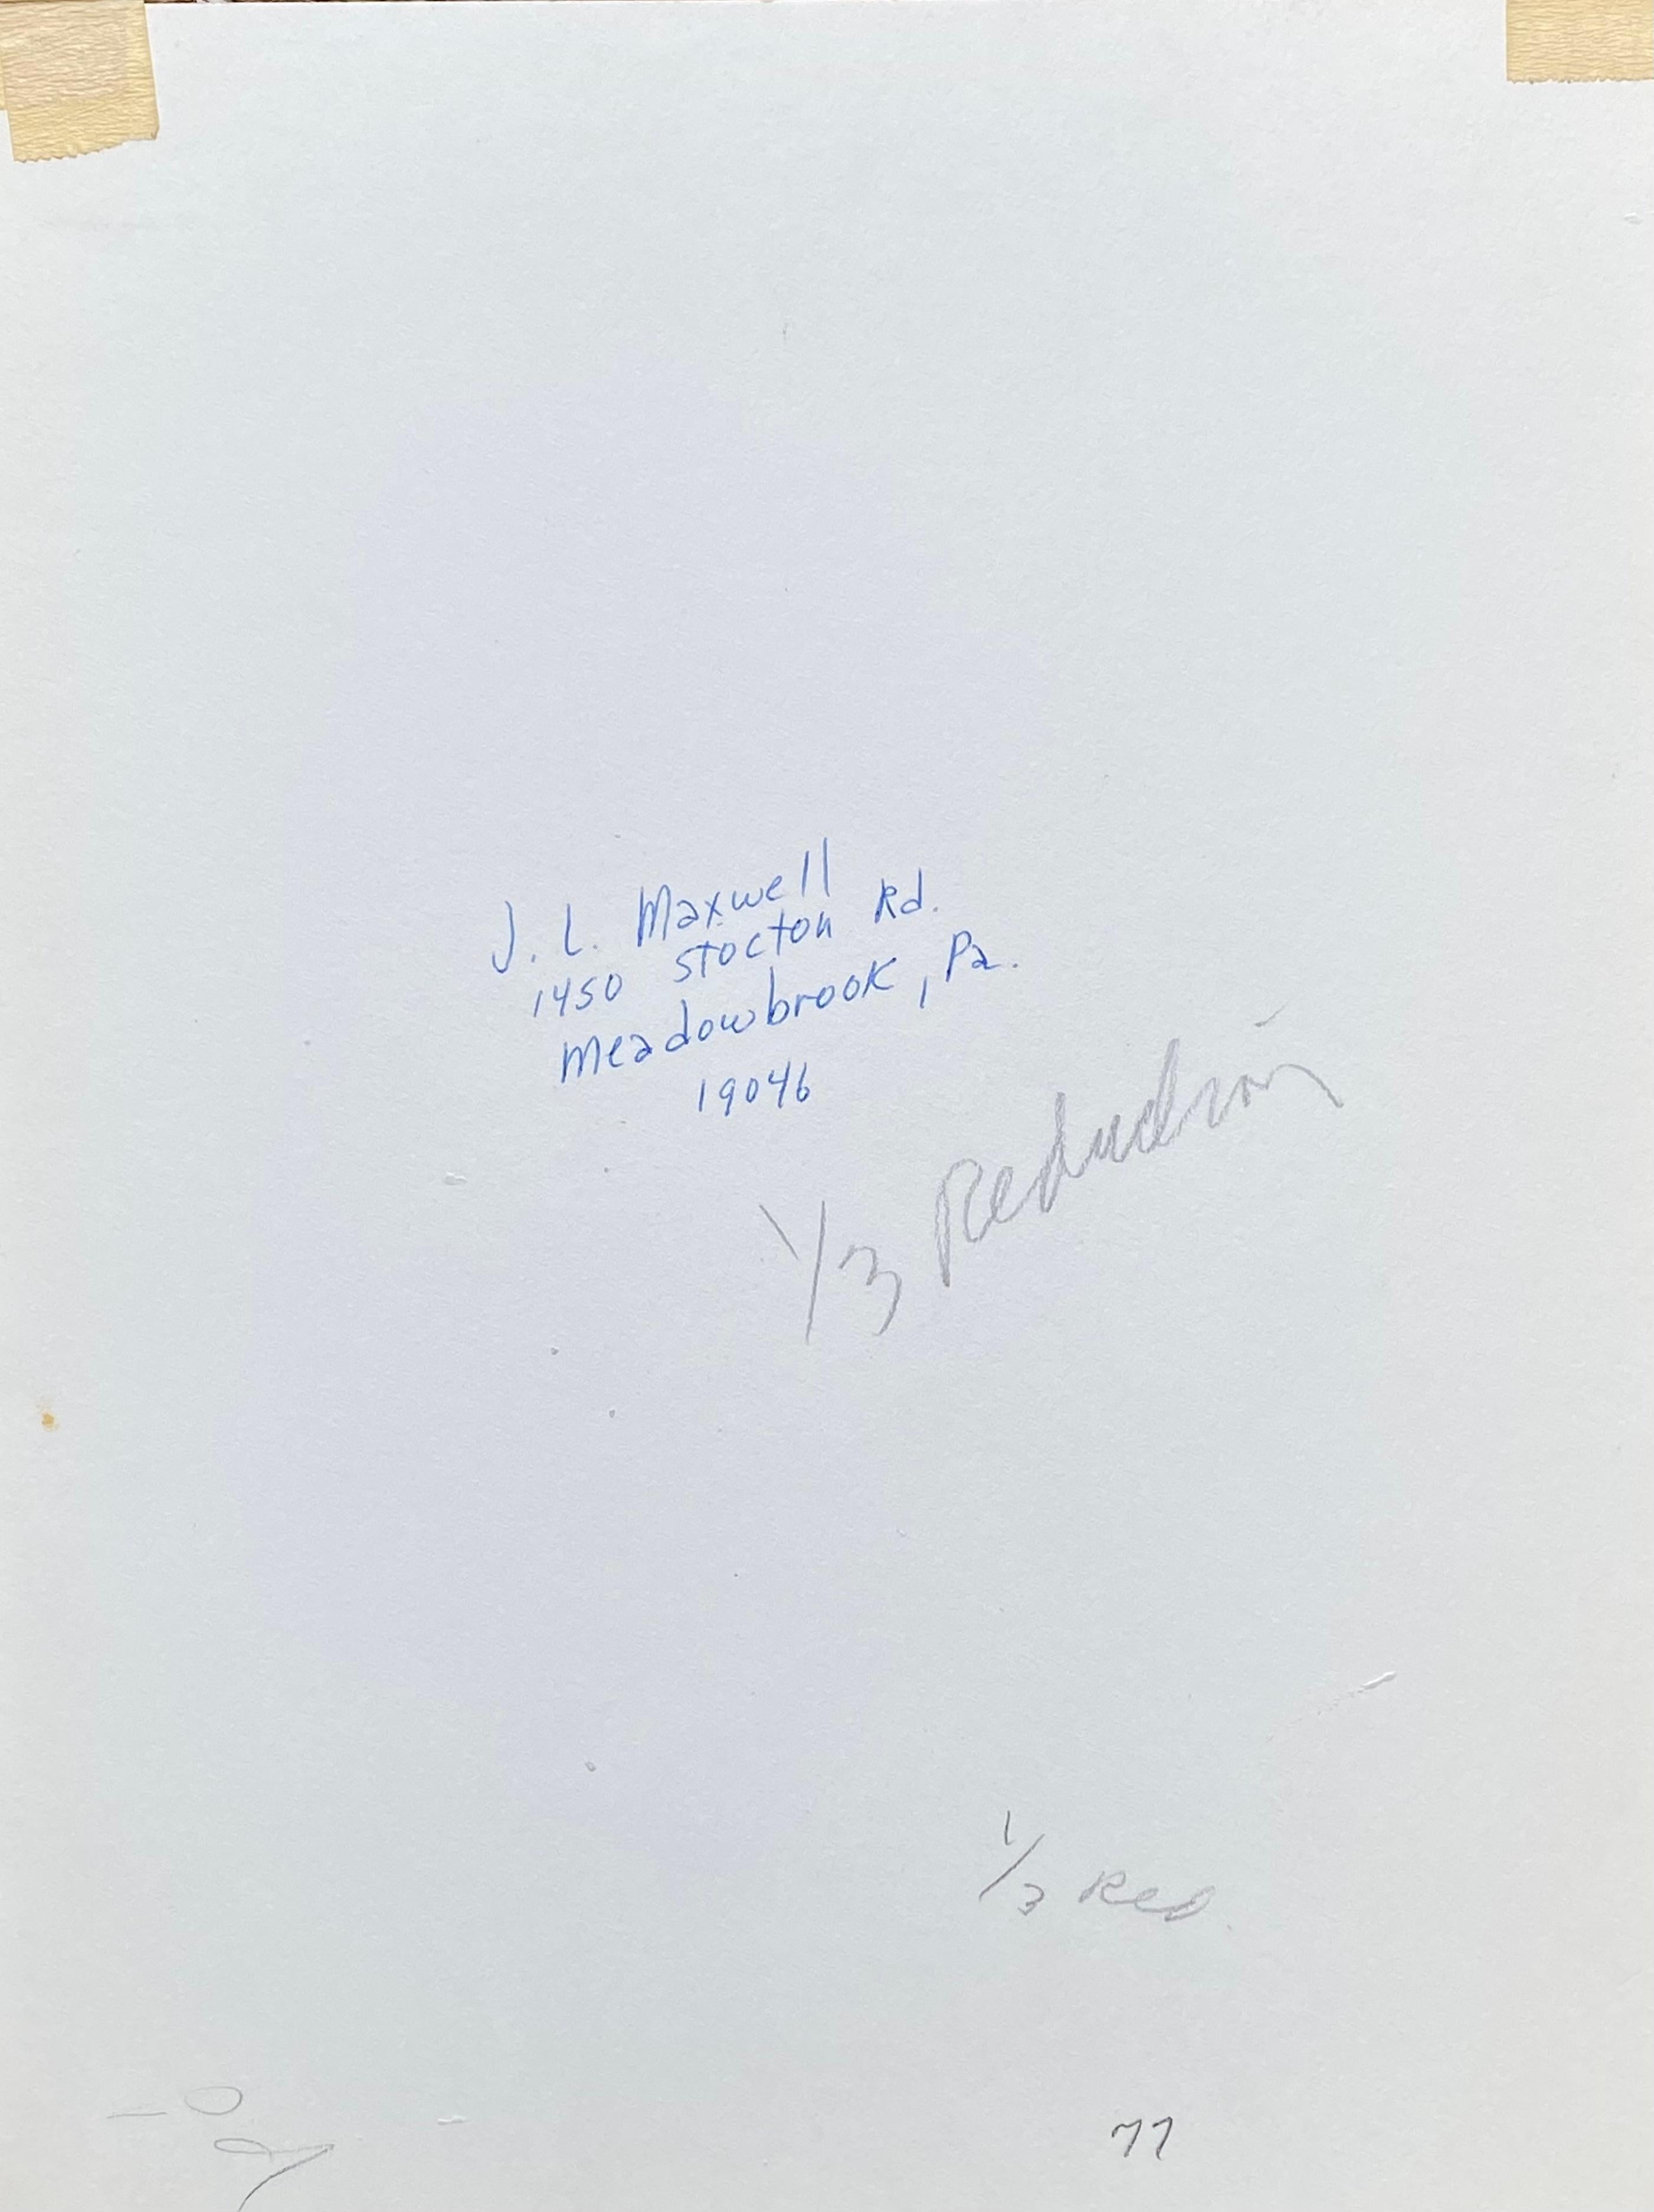 J. L. Maxwell
1450 Stocton Rd.
Meadowbrook, Pa.
19046
1/3 Reduction
1/3 Red.
77